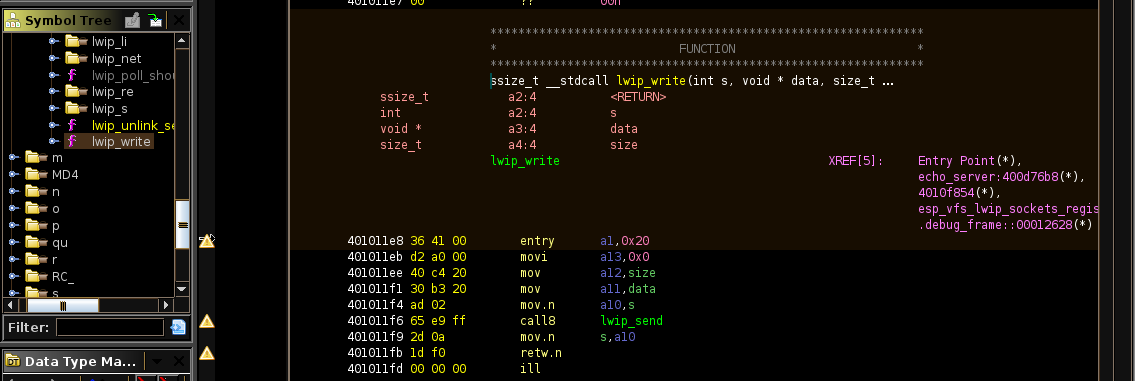 401011e7 00 ?? 00h
Symbol Tree
lwip_li
lwip_net
lwip_poll_shou
lwip_re
lwip_s
lwip_unlink_se
lwip_write
m
MD4
n
o
p
qu
r
RC_
s
Filter:
Data Type Ma...
**************************************************************
* FUNCTION *
**************************************************************
ssize_t __stdcall lwip_write(int s, void * data, size_t ...
ssize_t a2:4 <RETURN>
int a2:4 s
void * a3:4 data
size_t a4:4 size
lwip_write XREF[5]: Entry Point(*),
echo_server:400d76b8(*),
4010f854(*),
esp_vfs_lwip_sockets_regis
.debug_frame::00012628(*)
401011e8 36 41 00 entry a1,0x20
401011eb d2 a0 00 movi a13,0x0
401011ee 40 c4 20 mov a12,size
401011f1 30 b3 20 mov a11,data
401011f4 ad 02 mov.n a10,s
401011f6 65 e9 ff call8 lwip_send
401011f9 2d 0a mov.n s,a10
401011fb 1d f0 retw.n
401011fd 00 00 00 ill